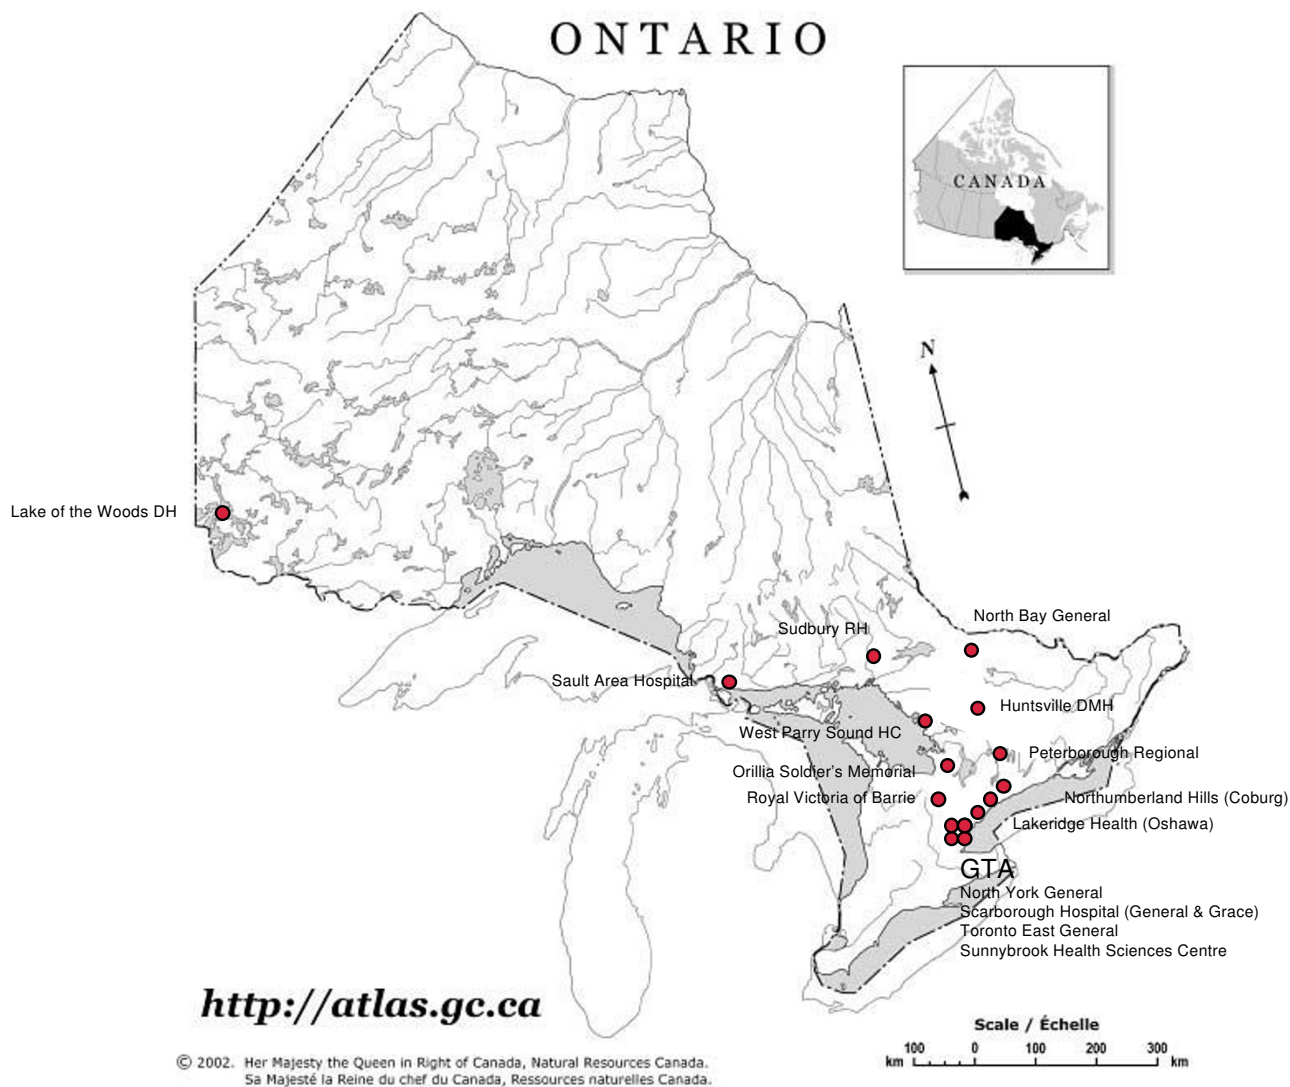 ONTARIO
CANADA
N
Lake of the Woods DH
North Bay General
Sudbury RH
Sault Area Hospital
Huntsville DMH
West Parry Sound HC
Peterborough Regional
Orillia Soldier's Memorial
Royal Victoria of Barrie
Northumberland Hills (Coburg)
Lakeridge Health (Oshawa)
GTA
North York General
Scarborough Hospital (General & Grace)
Toronto East General
Sunnybrook Health Sciences Centre
http://atlas.gc.ca
Scale / Échelle
100 0 100 200 300
km km
© 2002. Her Majesty the Queen in Right of Canada, Natural Resources Canada.
Sa Majesté la Reine du chef du Canada, Ressources naturelles Canada.